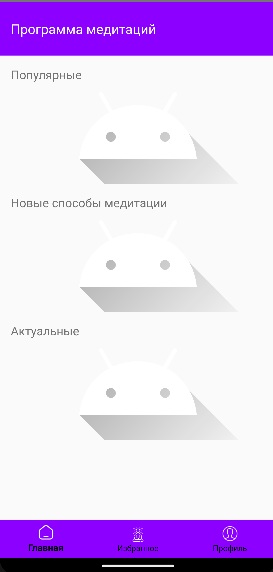 Программа медитаций
Популярные
Новые способы медитации
Актуальные
Главная
Избранное
Профиль